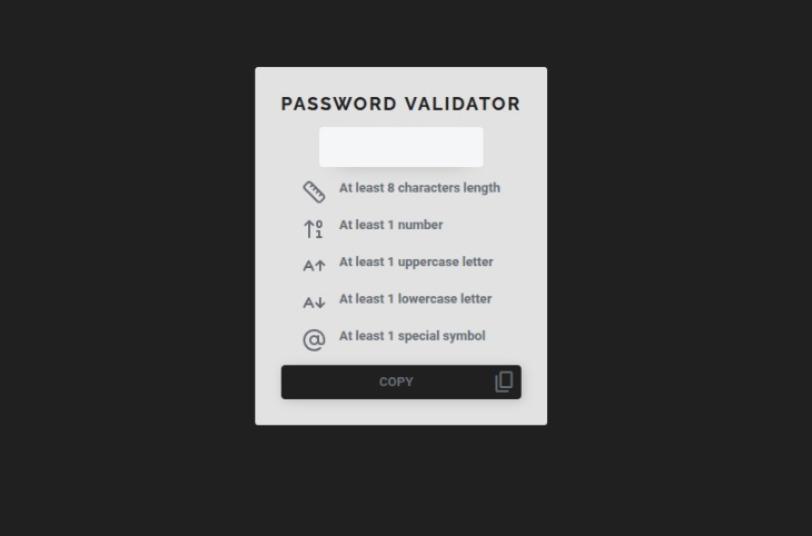 PASSWORD VALIDATOR
At least 8 characters length
At least 1 number
At least 1 uppercase letter
At least 1 lowercase letter
At least 1 special symbol
COPY